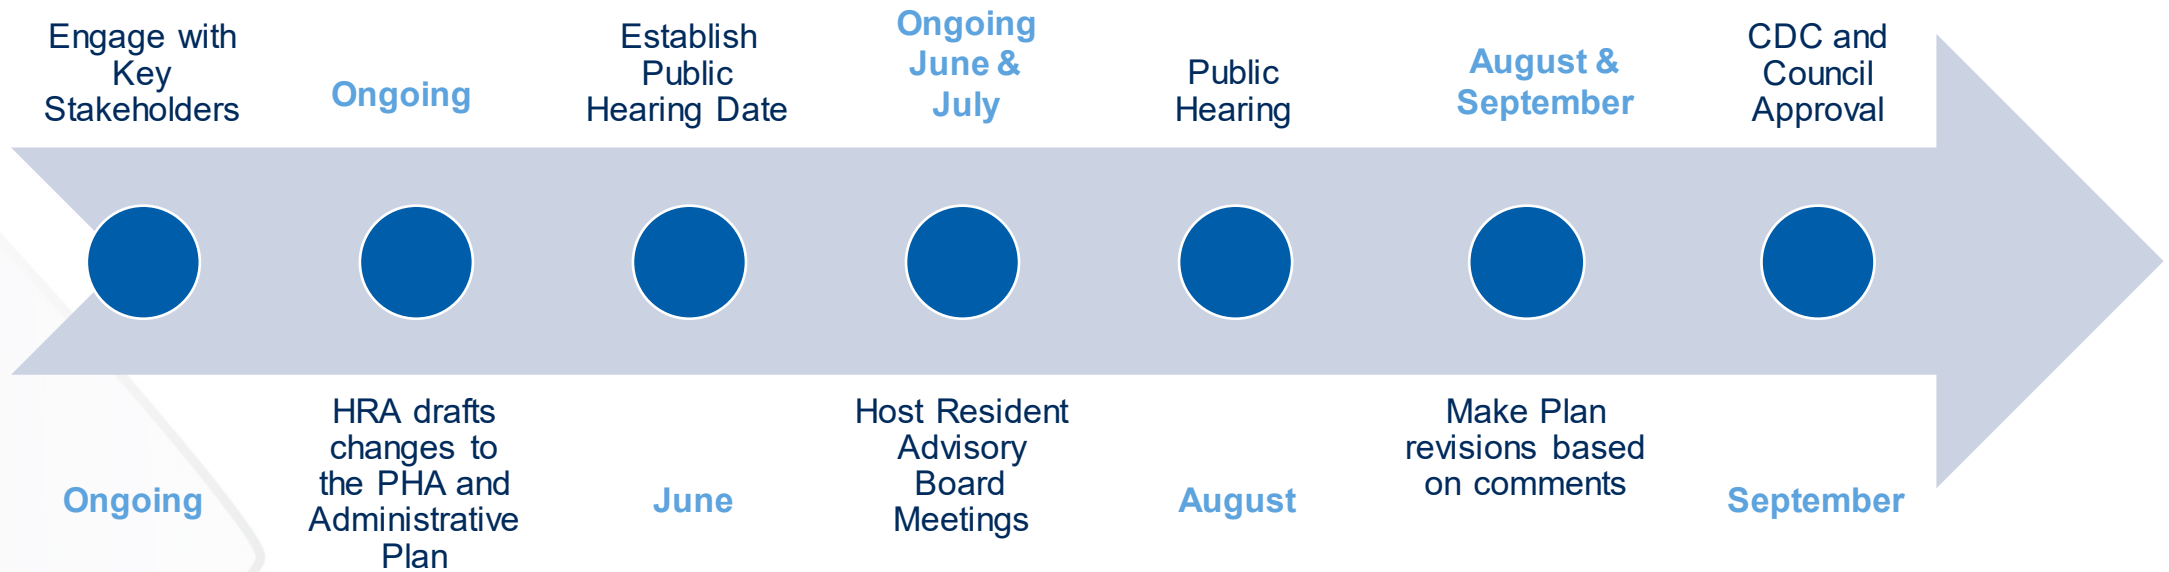 Engage with
Key
Stakeholders
Ongoing
Ongoing
HRA drafts
changes to
the PHA and
Administrative
Plan
Establish
Public
Hearing Date
June
Ongoing
June &
July
Host Resident
Advisory
Board
Meetings
Public
Hearing
August
August &
September
Make Plan
revisions based
on comments
CDC and
Council
Approval
September